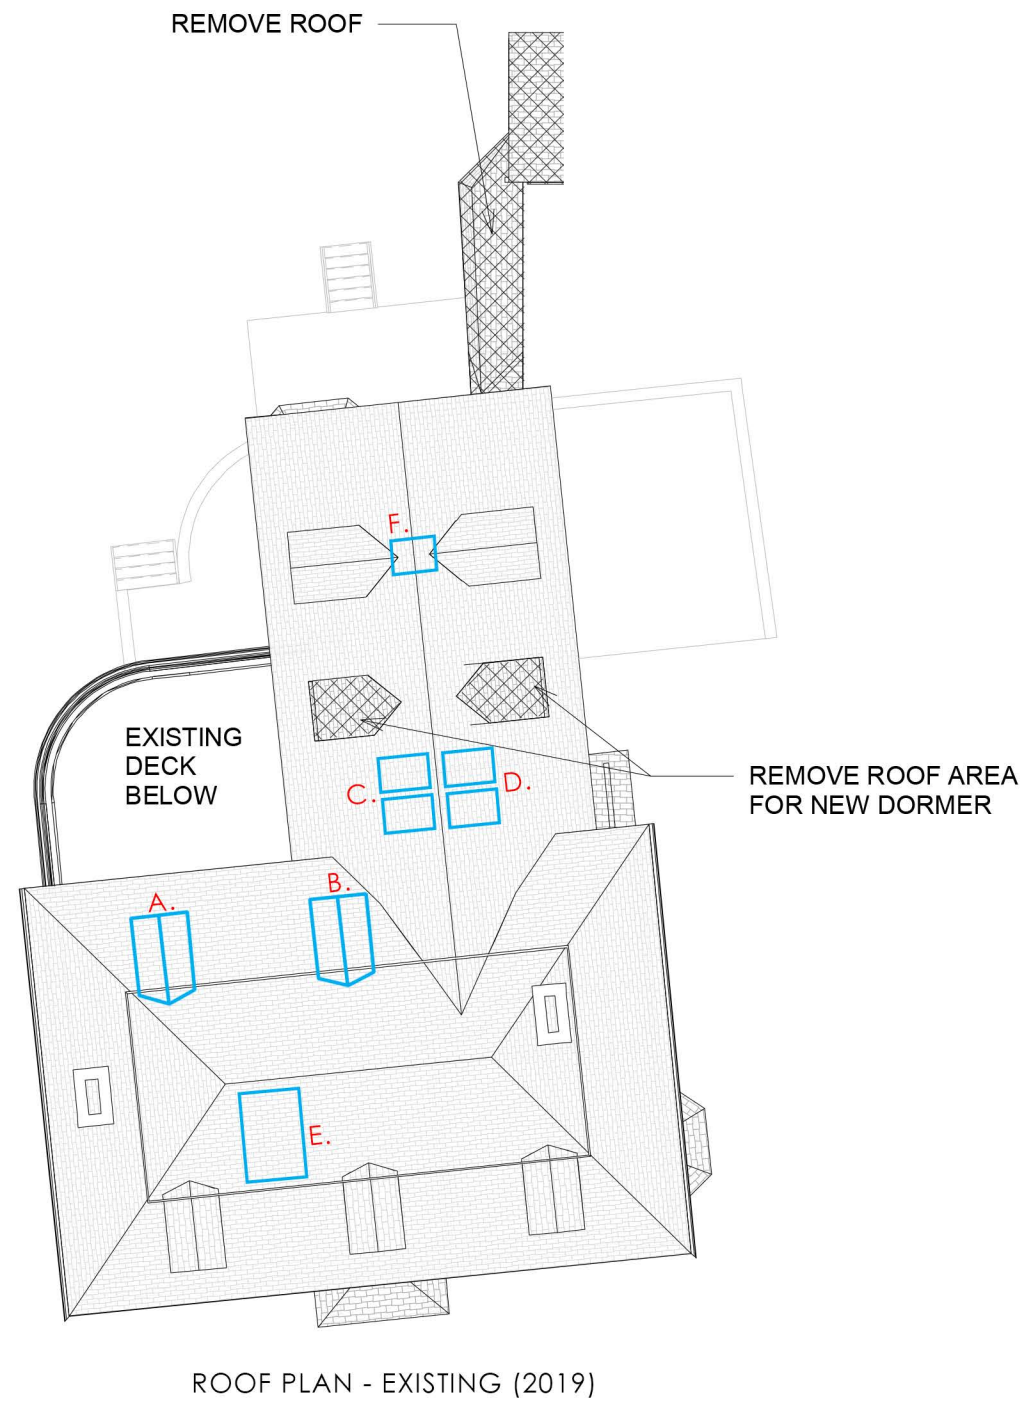 REMOVE ROOF
F.
EXISTING
DECK
BELOW
C.
D.
REMOVE ROOF AREA
FOR NEW DORMER
A.
B.
E.
ROOF PLAN - EXISTING (2019)